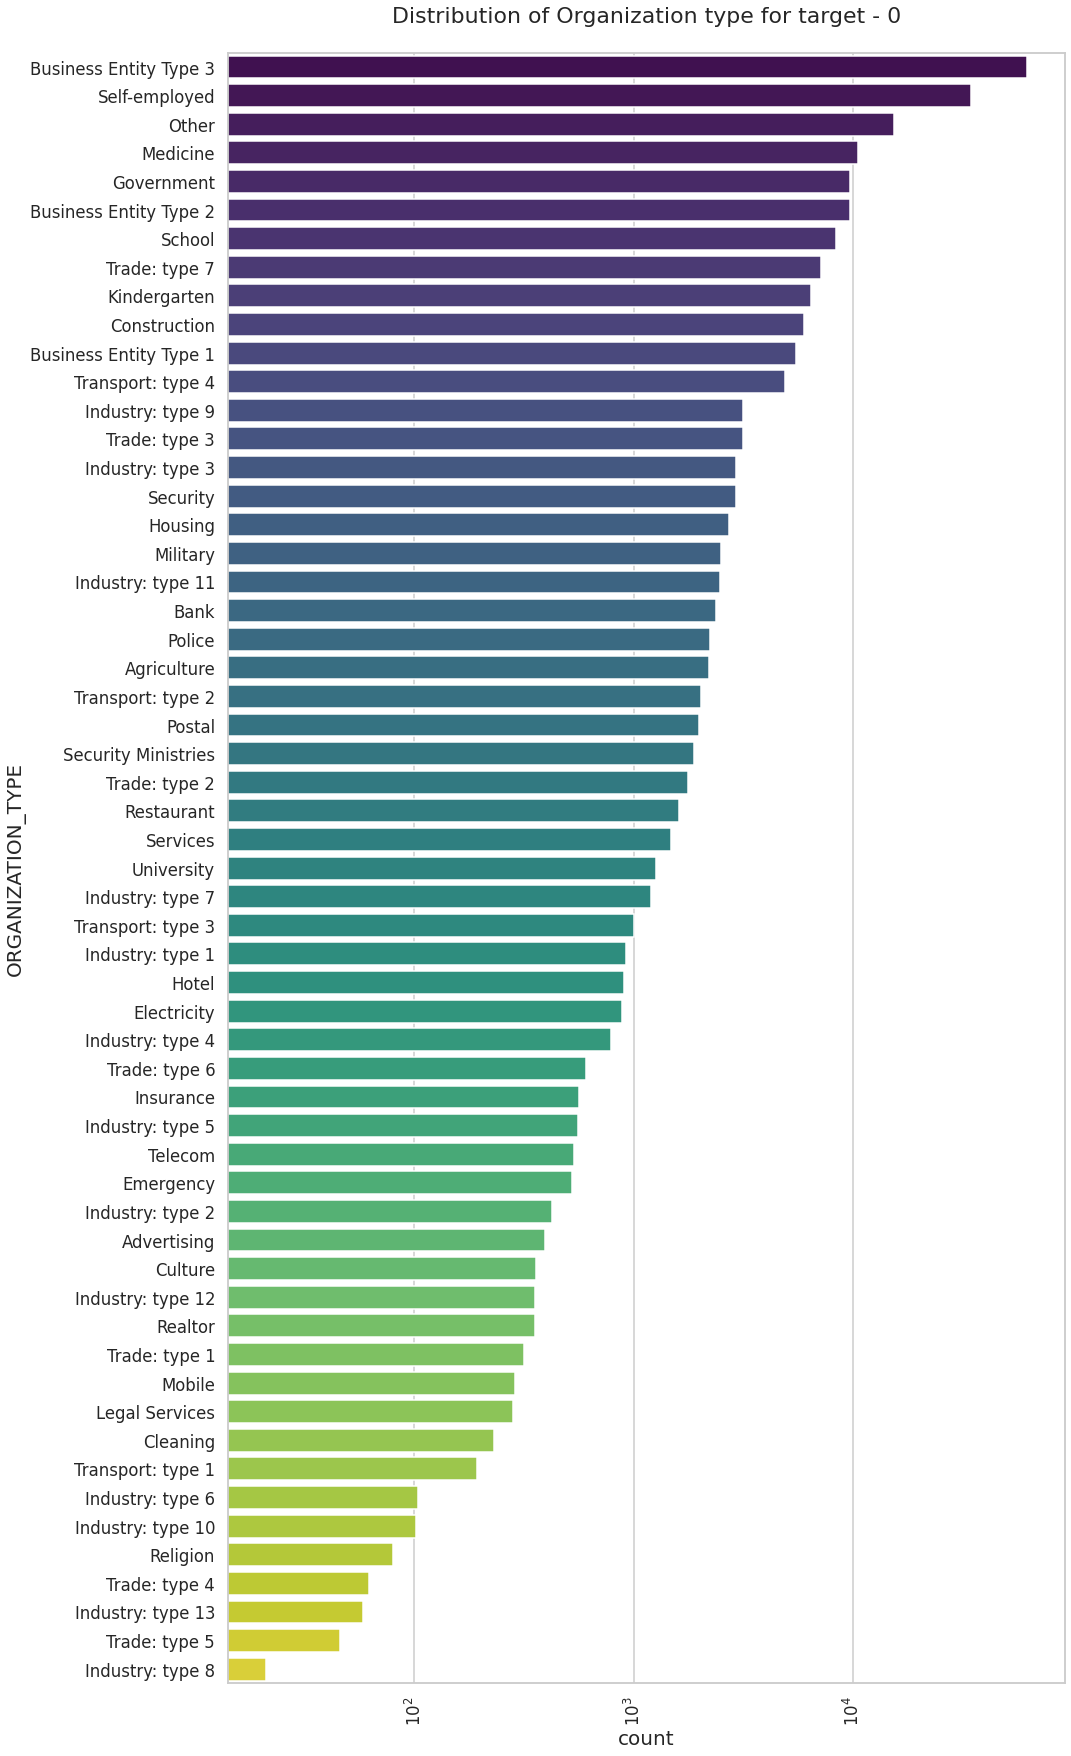 Distribution of Organization type for target - 0
Business Entity Type 3
Self-employed
Other
Medicine
Government
Business Entity Type 2
School
Trade: type 7
Kindergarten
Construction
Business Entity Type 1
Transport: type 4
Industry: type 9
Trade: type 3
Industry: type 3
Security
Housing
Military
Industry: type 11
Bank
Police
Agriculture
Transport: type 2
Postal
Security Ministries
Trade: type 2
Restaurant
Services
University
Industry: type 7
Transport: type 3
Industry: type 1
Hotel
Electricity
Industry: type 4
Trade: type 6
Insurance
Industry: type 5
Telecom
Emergency
Industry: type 2
Advertising
Culture
Industry: type 12
Realtor
Trade: type 1
Mobile
Legal Services
Cleaning
Transport: type 1
Industry: type 6
Industry: type 10
Religion
Trade: type 4
Industry: type 13
Trade: type 5
Industry: type 8
ORGANIZATION_TYPE
10²
10³
10⁴
count